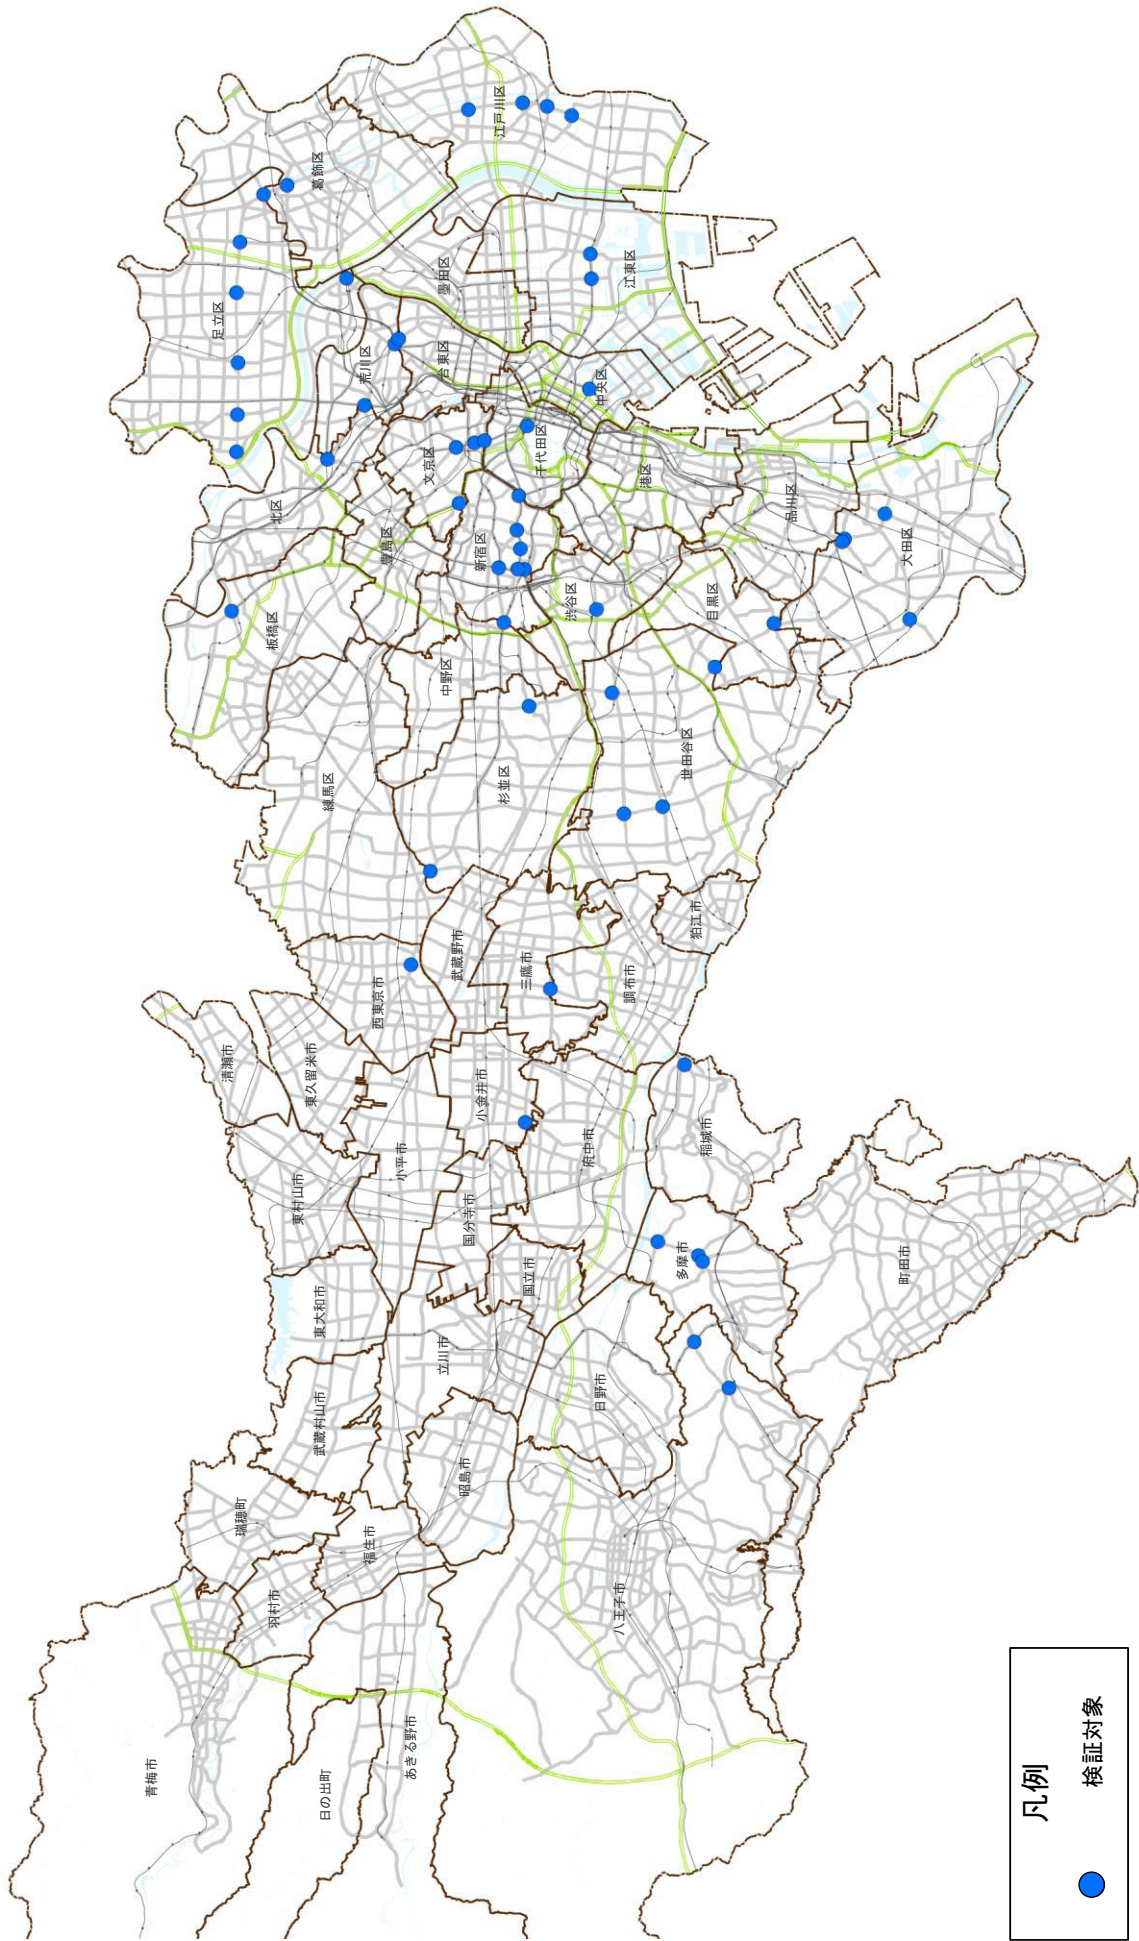 青梅市
瑞穂町
羽村市
日の出町
福生市
あきる野市
武蔵村山市
東大和市
東村山市
清瀬市
東久留米市
小平市
立川市
昭島市
国分寺市
国立市
小金井市
西東京市
武蔵野市
三鷹市
府中市
調布市
狛江市
稲城市
多摩市
日野市
八王子市
町田市
練馬区
板橋区
北区
足立区
葛飾区
荒川区
豊島区
文京区
台東区
墨田区
中野区
杉並区
新宿区
千代田区
江戸川区
江東区
中央区
港区
渋谷区
目黒区
世田谷区
品川区
大田区
凡例
検証対象